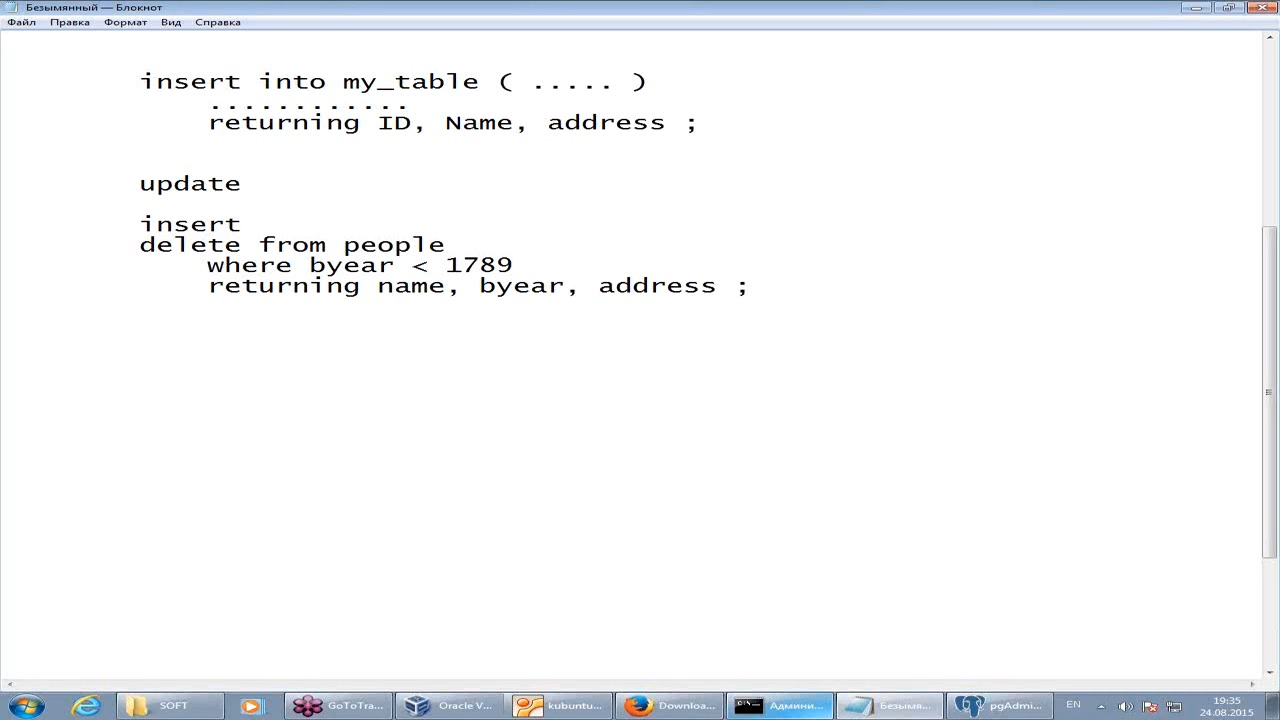 Безымянный — Блокнот
Файл Правка Формат Вид Справка
insert into my_table ( ..... )
............
returning ID, Name, address ;
update
insert
delete from people
where byear < 1789
returning name, byear, address ;
SOFT GoToTra... Oracle V... kubuntu... Downloa... Админи... Безымя... pgAdmi... EN 19:35
24.08.2015